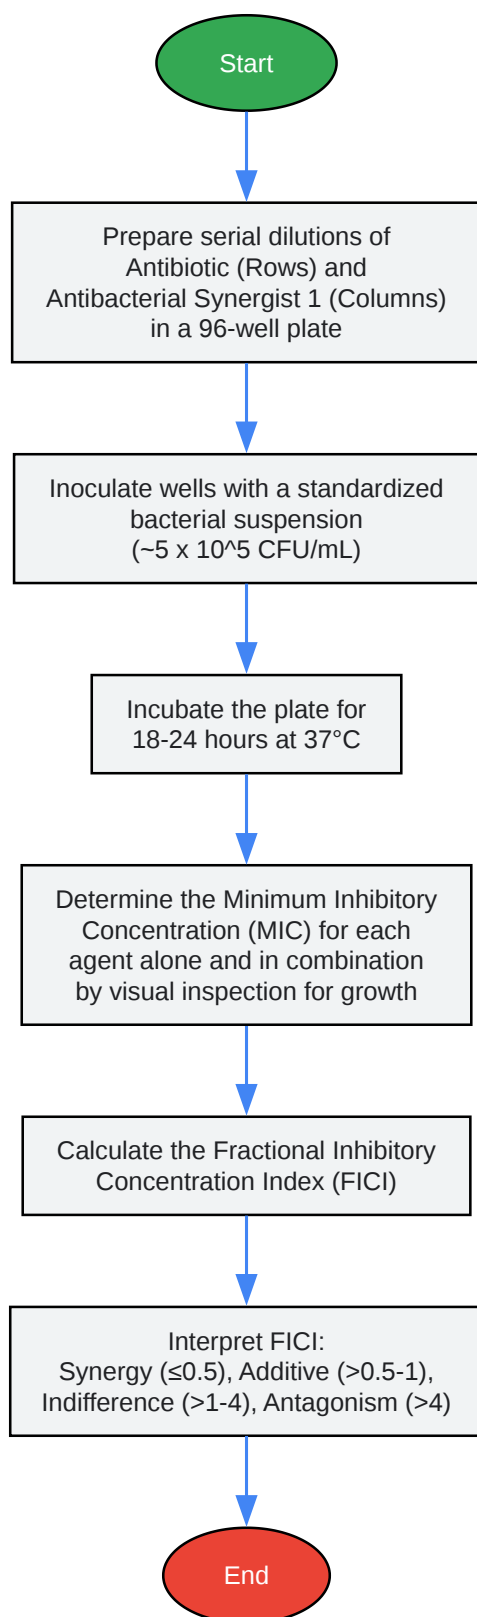 Start
Prepare serial dilutions of
Antibiotic (Rows) and
Antibacterial Synergist 1 (Columns)
in a 96-well plate
Inoculate wells with a standardized
bacterial suspension
(~5 x 10^5 CFU/mL)
Incubate the plate for
18-24 hours at 37°C
Determine the Minimum Inhibitory
Concentration (MIC) for each
agent alone and in combination
by visual inspection for growth
Calculate the Fractional Inhibitory
Concentration Index (FICI)
Interpret FICI:
Synergy (≤0.5), Additive (>0.5-1),
Indifference (>1-4), Antagonism (>4)
End